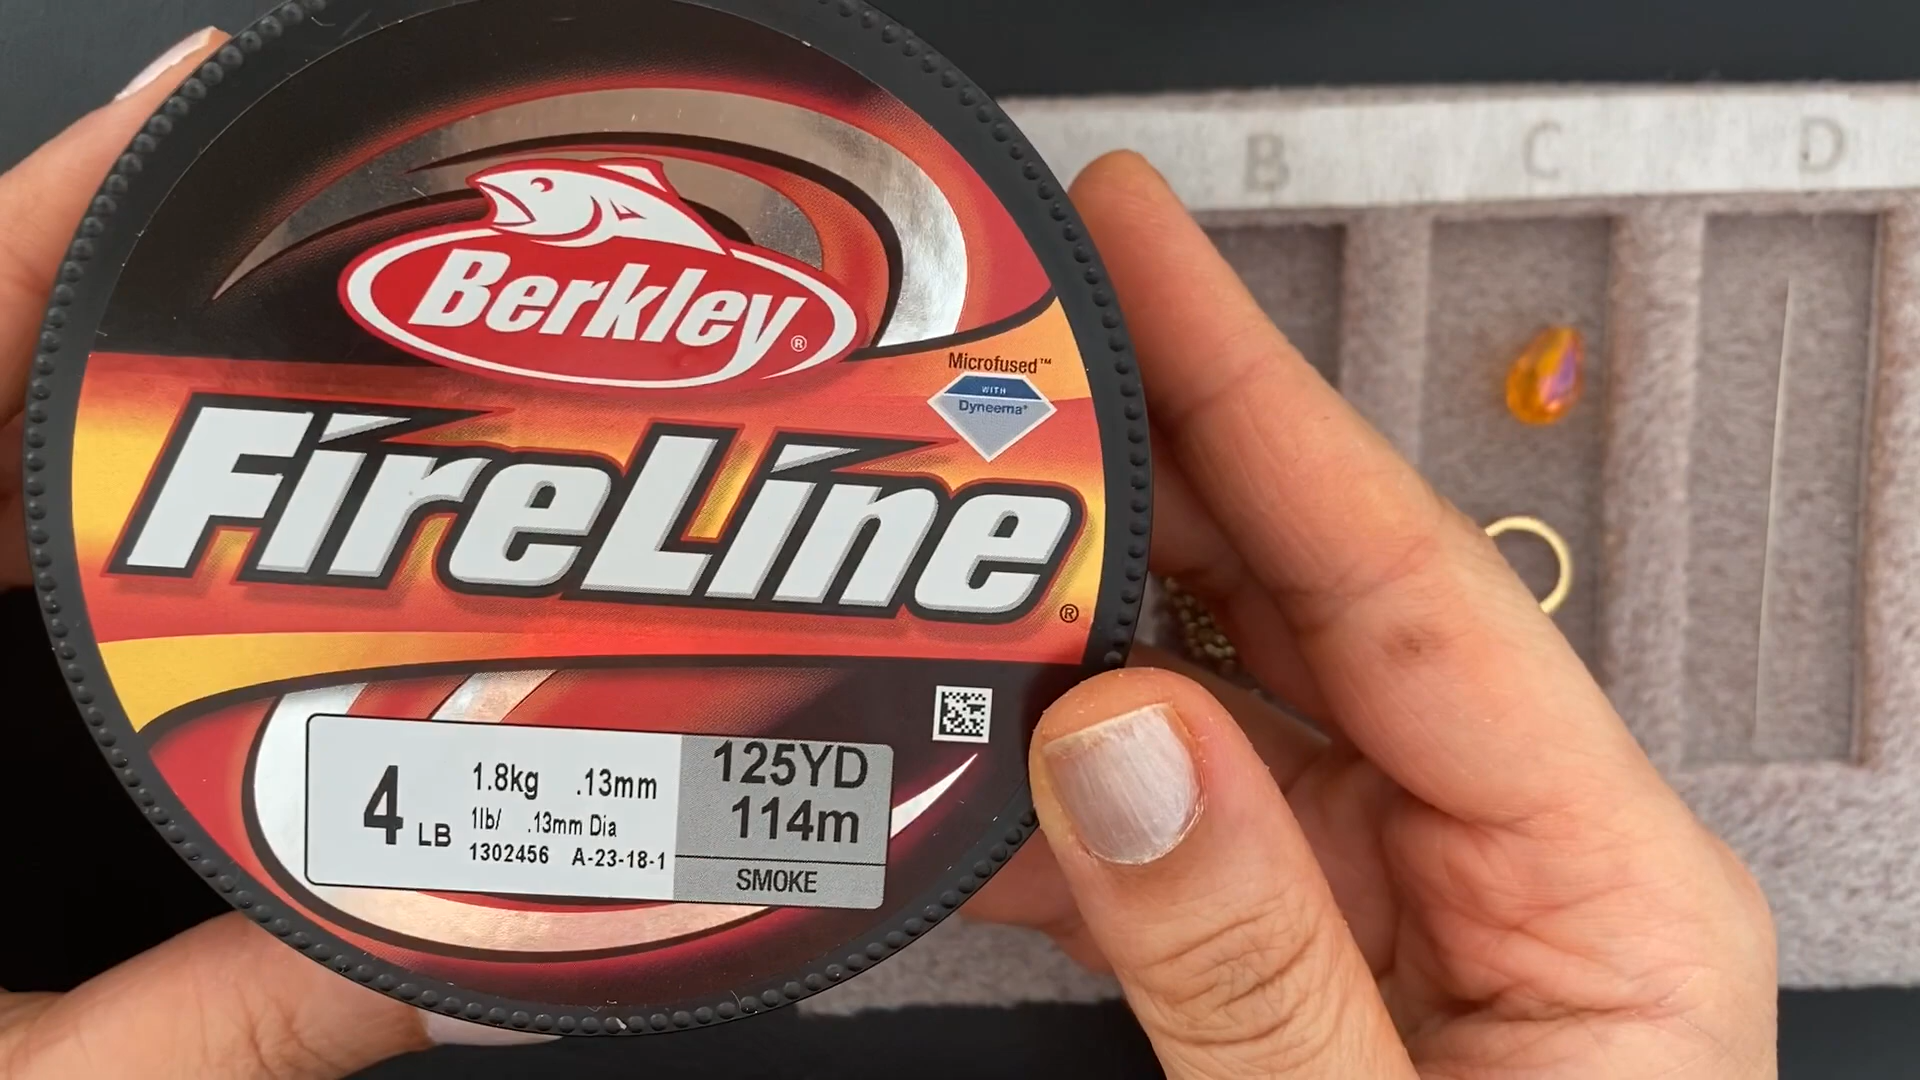 B C D
Berkley®
Microfused™
WITH
Dyneema®
FireLine®
4 LB
1.8kg .13mm
1lb/ .13mm Dia
1302456 A-23-18-1
125YD
114m
SMOKE